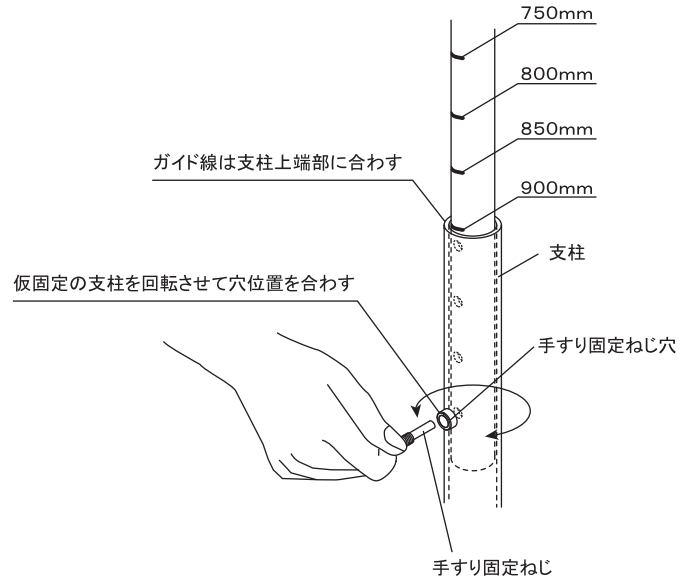 750mm
800mm
850mm
ガイド線は支柱上端部に合わす
900mm
支柱
仮固定の支柱を回転させて穴位置を合わす
手すり固定ねじ穴
手すり固定ねじ